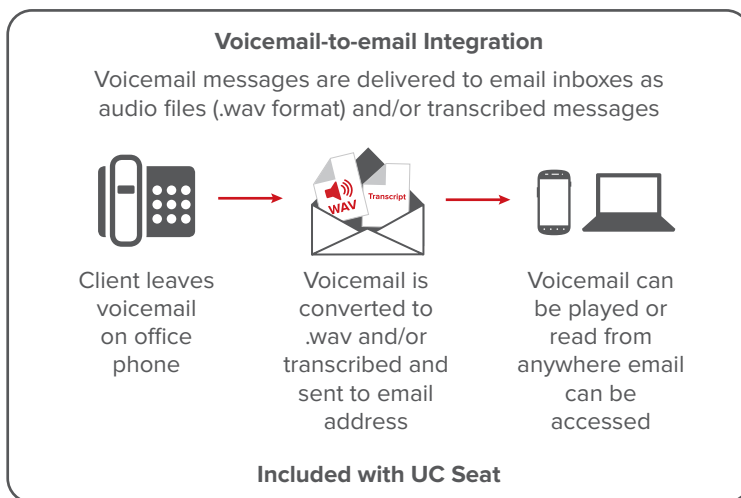 Voicemail-to-email Integration
Voicemail messages are delivered to email inboxes as
audio files (.wav format) and/or transcribed messages
WAV
Transcript
Client leaves
voicemail
on office
phone
Voicemail is
converted to
.wav and/or
transcribed and
sent to email
address
Voicemail can
be played or
read from
anywhere email
can be
accessed
Included with UC Seat